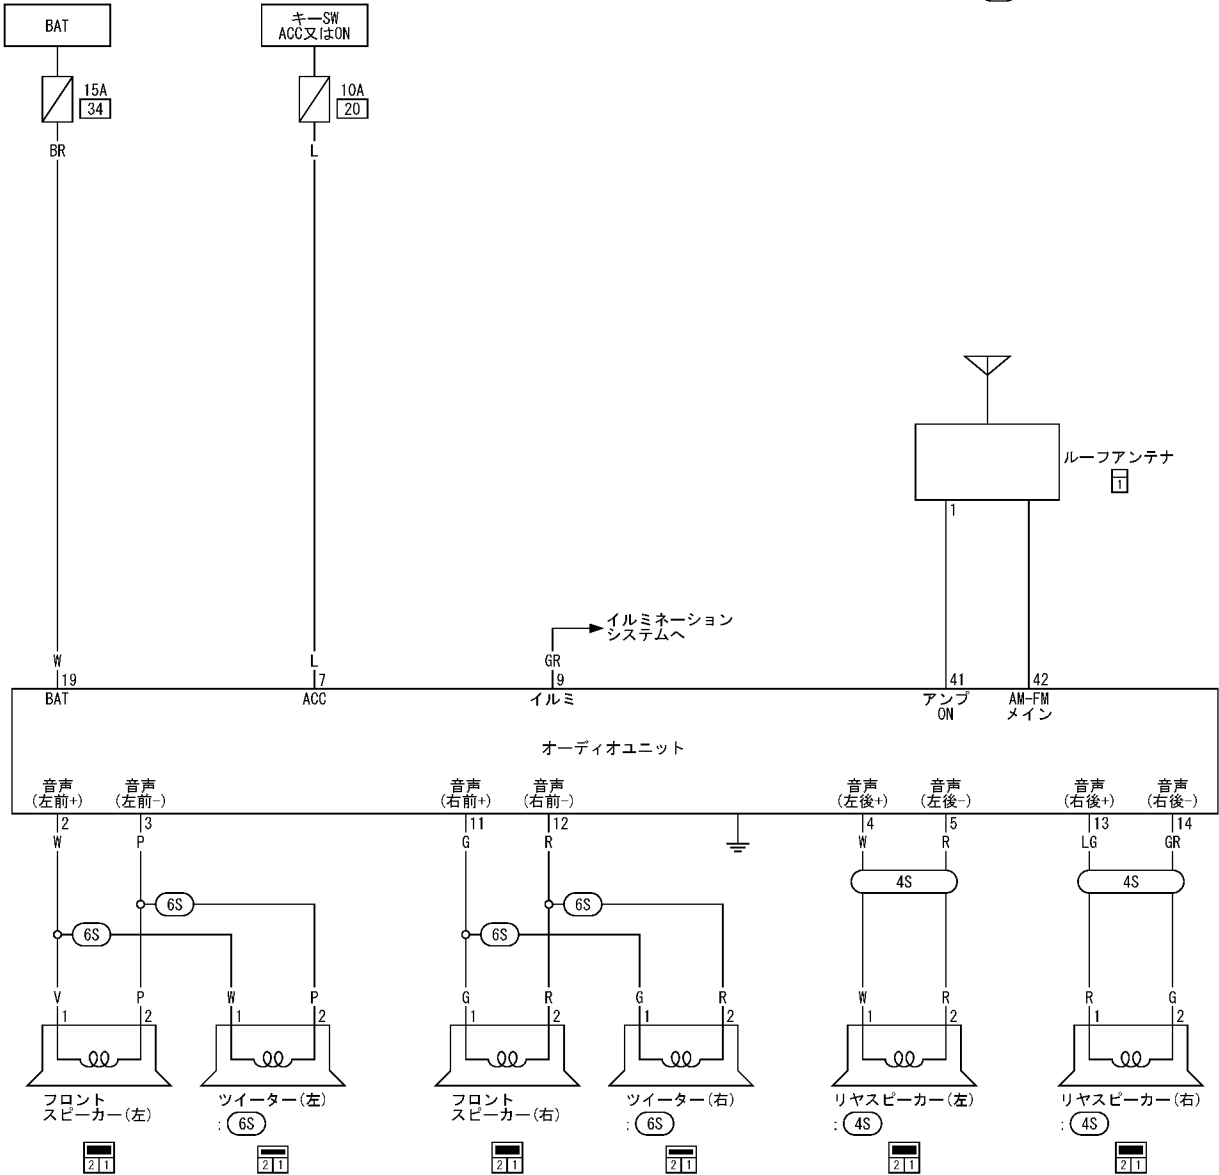 BAT
キーSW
ACC又はON
15A
34
10A
20
BR
L
ルーフアンテナ
1
1
イルミネーション
システムへ
W
L
GR
19
7
9
41
42
BAT
ACC
イルミ
アンプ
ON
AM-FM
メイン
オーディオユニット
音声
(左前+)
音声
(左前-)
音声
(右前+)
音声
(右前-)
音声
(左後+)
音声
(左後-)
音声
(右後+)
音声
(右後-)
2
3
11
12
4
5
13
14
W
P
G
R
W
R
LG
GR
4S
4S
6S
6S
6S
6S
V
P
W
P
G
R
G
R
W
R
R
G
1
2
1
2
1
2
1
2
1
2
1
2
フロント
スピーカー(左)
ツイーター(左)
:6S
フロント
スピーカー(右)
ツイーター(右)
:6S
リヤスピーカー(左)
:4S
リヤスピーカー(右)
:4S
2 1
2 1
2 1
2 1
2 1
2 1